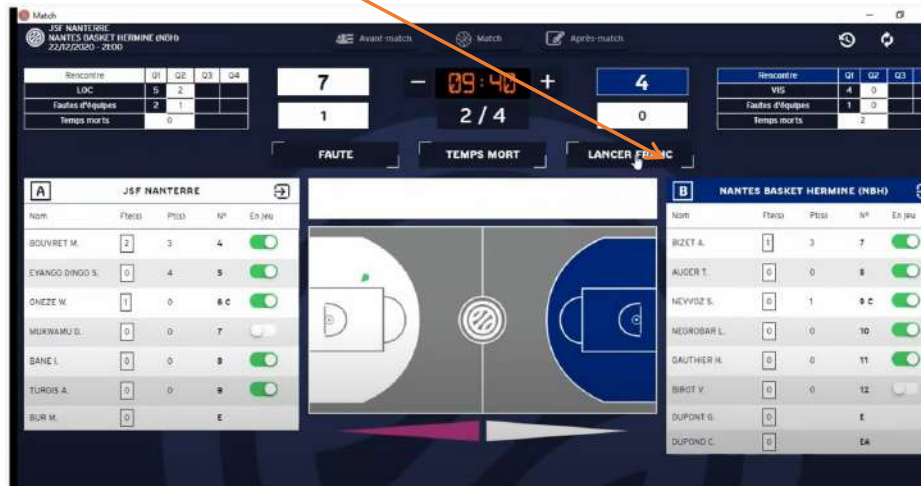 Match
JSF NANTERRE
NANTES BASKET HERMINE (NBH)
22/12/2020 - 21:00
Avant-match
Match
Après-match
Rencontre Q1 Q2 Q3 Q4
LOC 5 2
Fautes d'équipes 2 1
Temps morts 0
7 - 09:40 + 4
1 2 / 4 0
Rencontre Q1 Q2 Q3
VIS 4 0
Fautes d'équipes 1 0
Temps morts 2
FAUTE
TEMPS MORT
LANCER FRANC
A JSF NANTERRE
Nom Fte(s) Pt(s) N° En jeu
BOUVRET M. 2 3 4
EYANGO DINGO S. 0 4 5
GNEZE W. 1 0 6 C
MUKWAMU D. 0 0 7
BANE I. 0 0 8
TURGIS A. 0 0 9
BUR M. 0 E
B NANTES BASKET HERMINE (NBH)
Nom Fte(s) Pt(s) N° En jeu
BIZET A. 1 3 7
AUGER T. 0 0 8
NEVVOZ S. 0 1 9 C
NEGROBAR L. 0 0 10
GAUTHIER H. 0 0 11
BIROT V. 0 0 12
DUPONT G. 0 E
DUPOND C. 0 EA